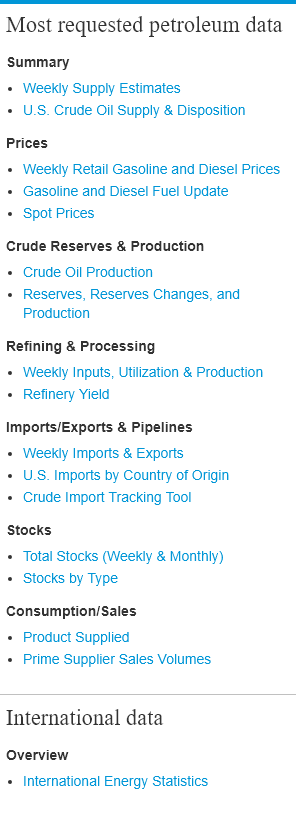 Most requested petroleum data
Summary
Weekly Supply Estimates
U.S. Crude Oil Supply & Disposition
Prices
Weekly Retail Gasoline and Diesel Prices
Gasoline and Diesel Fuel Update
Spot Prices
Crude Reserves & Production
Crude Oil Production
Reserves, Reserves Changes, and
Production
Refining & Processing
Weekly Inputs, Utilization & Production
Refinery Yield
Imports/Exports & Pipelines
Weekly Imports & Exports
U.S. Imports by Country of Origin
Crude Import Tracking Tool
Stocks
Total Stocks (Weekly & Monthly)
Stocks by Type
Consumption/Sales
Product Supplied
Prime Supplier Sales Volumes
International data
Overview
International Energy Statistics